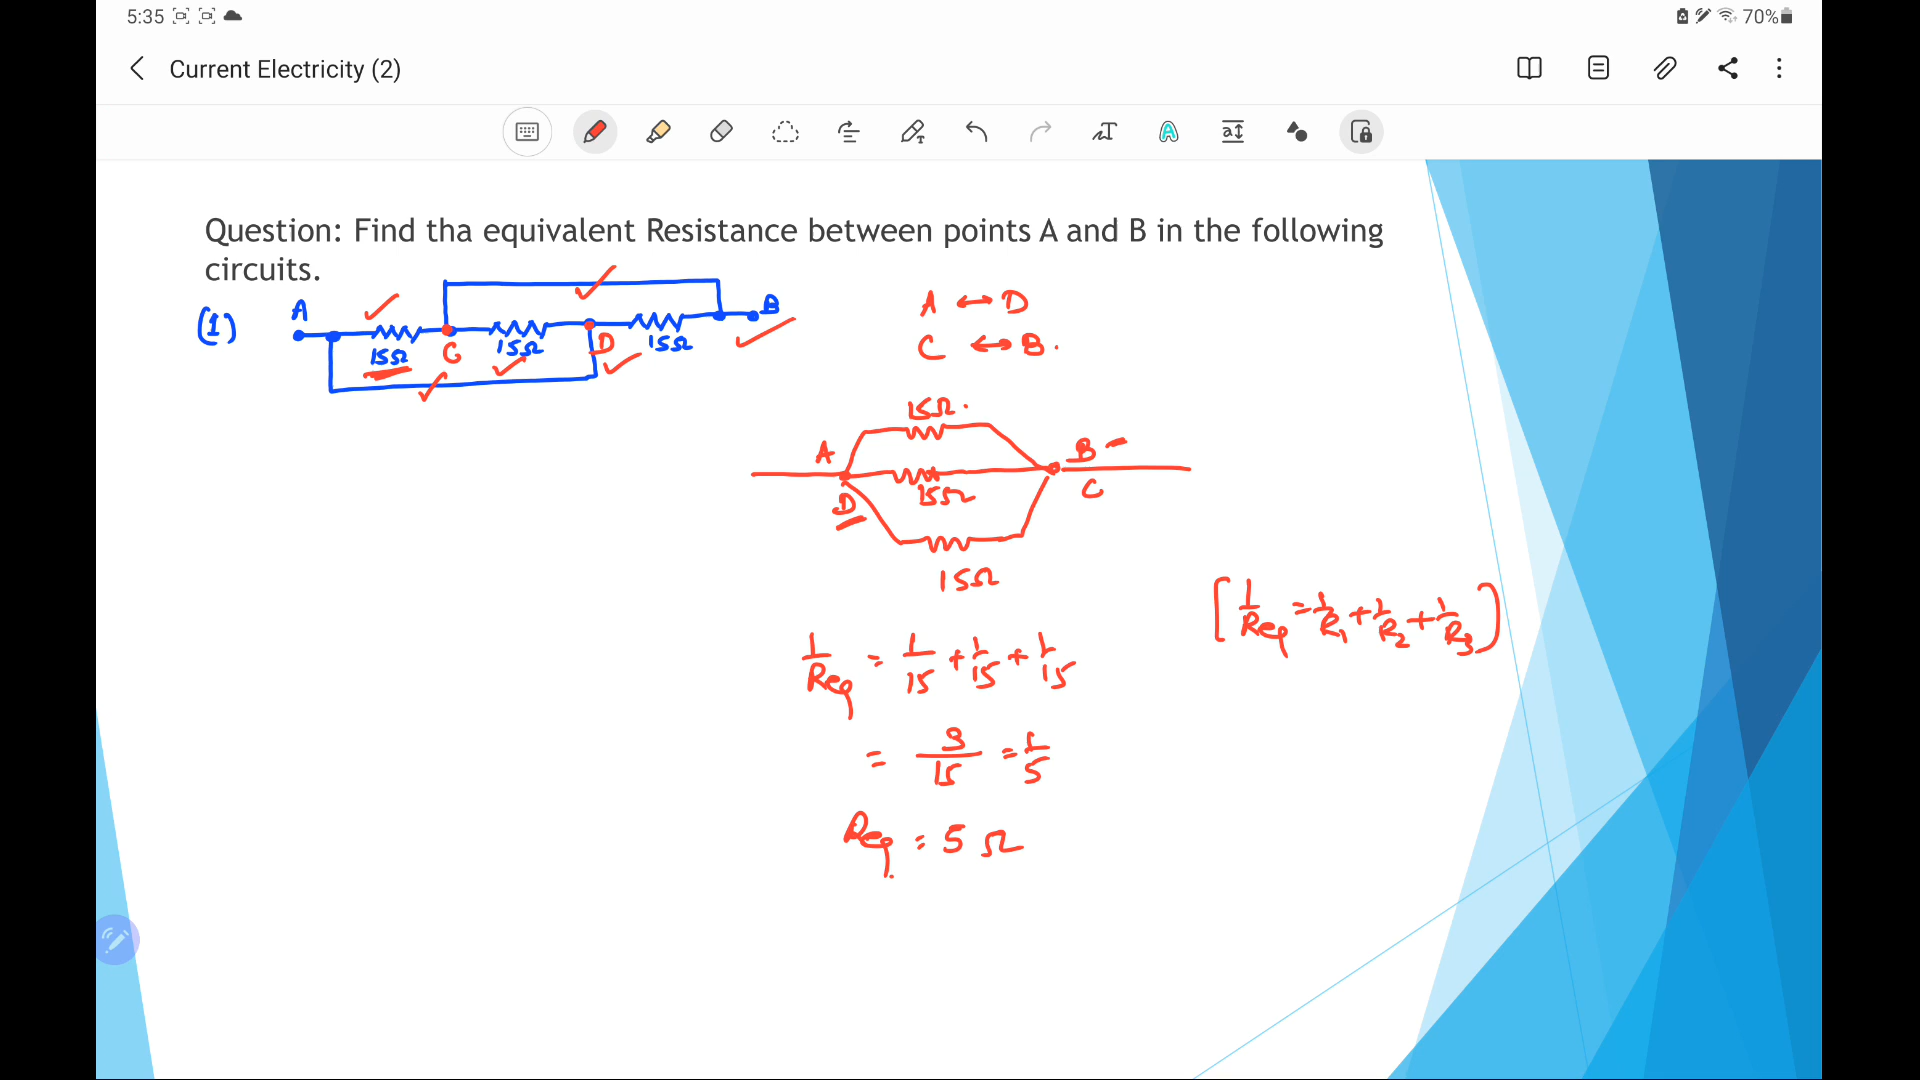 5:35
70%
Current Electricity (2)
Question: Find tha equivalent Resistance between points A and B in the following
circuits.
(1) A 15Ω C 15Ω D 15Ω B
A ↔ D
C ↔ B.
15Ω.
A B
15Ω
D C
15Ω
[1/Req = 1/R1 + 1/R2 + 1/R3]
1/Req = 1/15 + 1/15 + 1/15
= 3/15 = 1/5
Req = 5 Ω